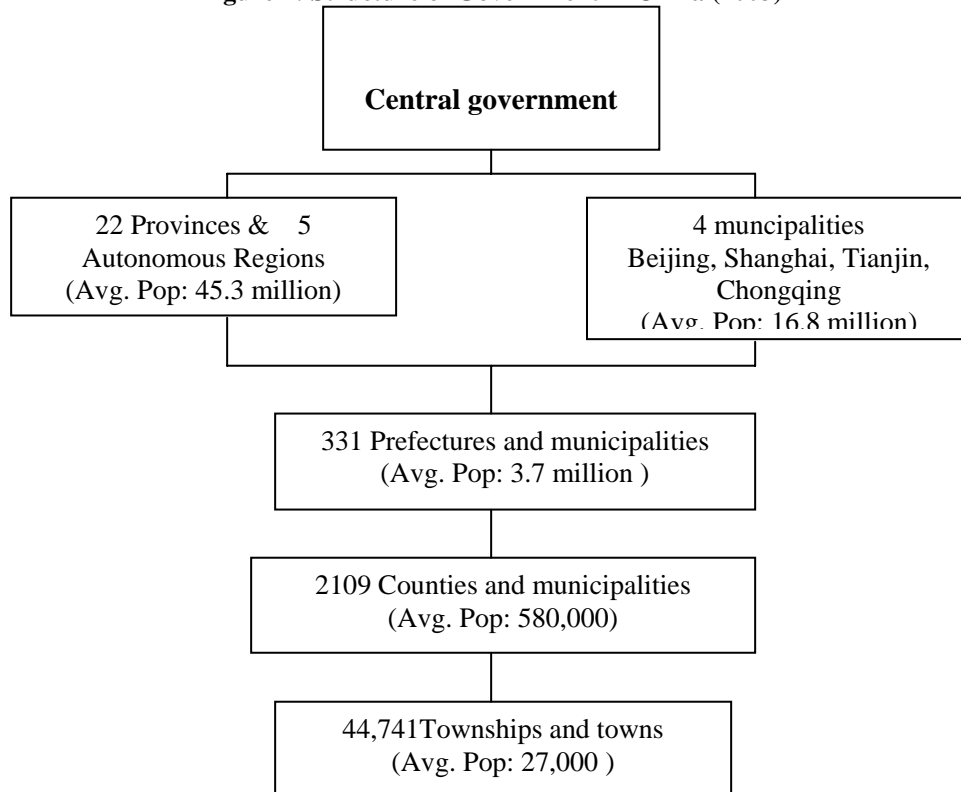 Central government
22 Provinces & 5
Autonomous Regions
(Avg. Pop: 45.3 million)
4 muncipalities
Beijing, Shanghai, Tianjin,
Chongqing
(Avg. Pop: 16.8 million)
331 Prefectures and municipalities
(Avg. Pop: 3.7 million )
2109 Counties and municipalities
(Avg. Pop: 580,000)
44,741Townships and towns
(Avg. Pop: 27,000 )